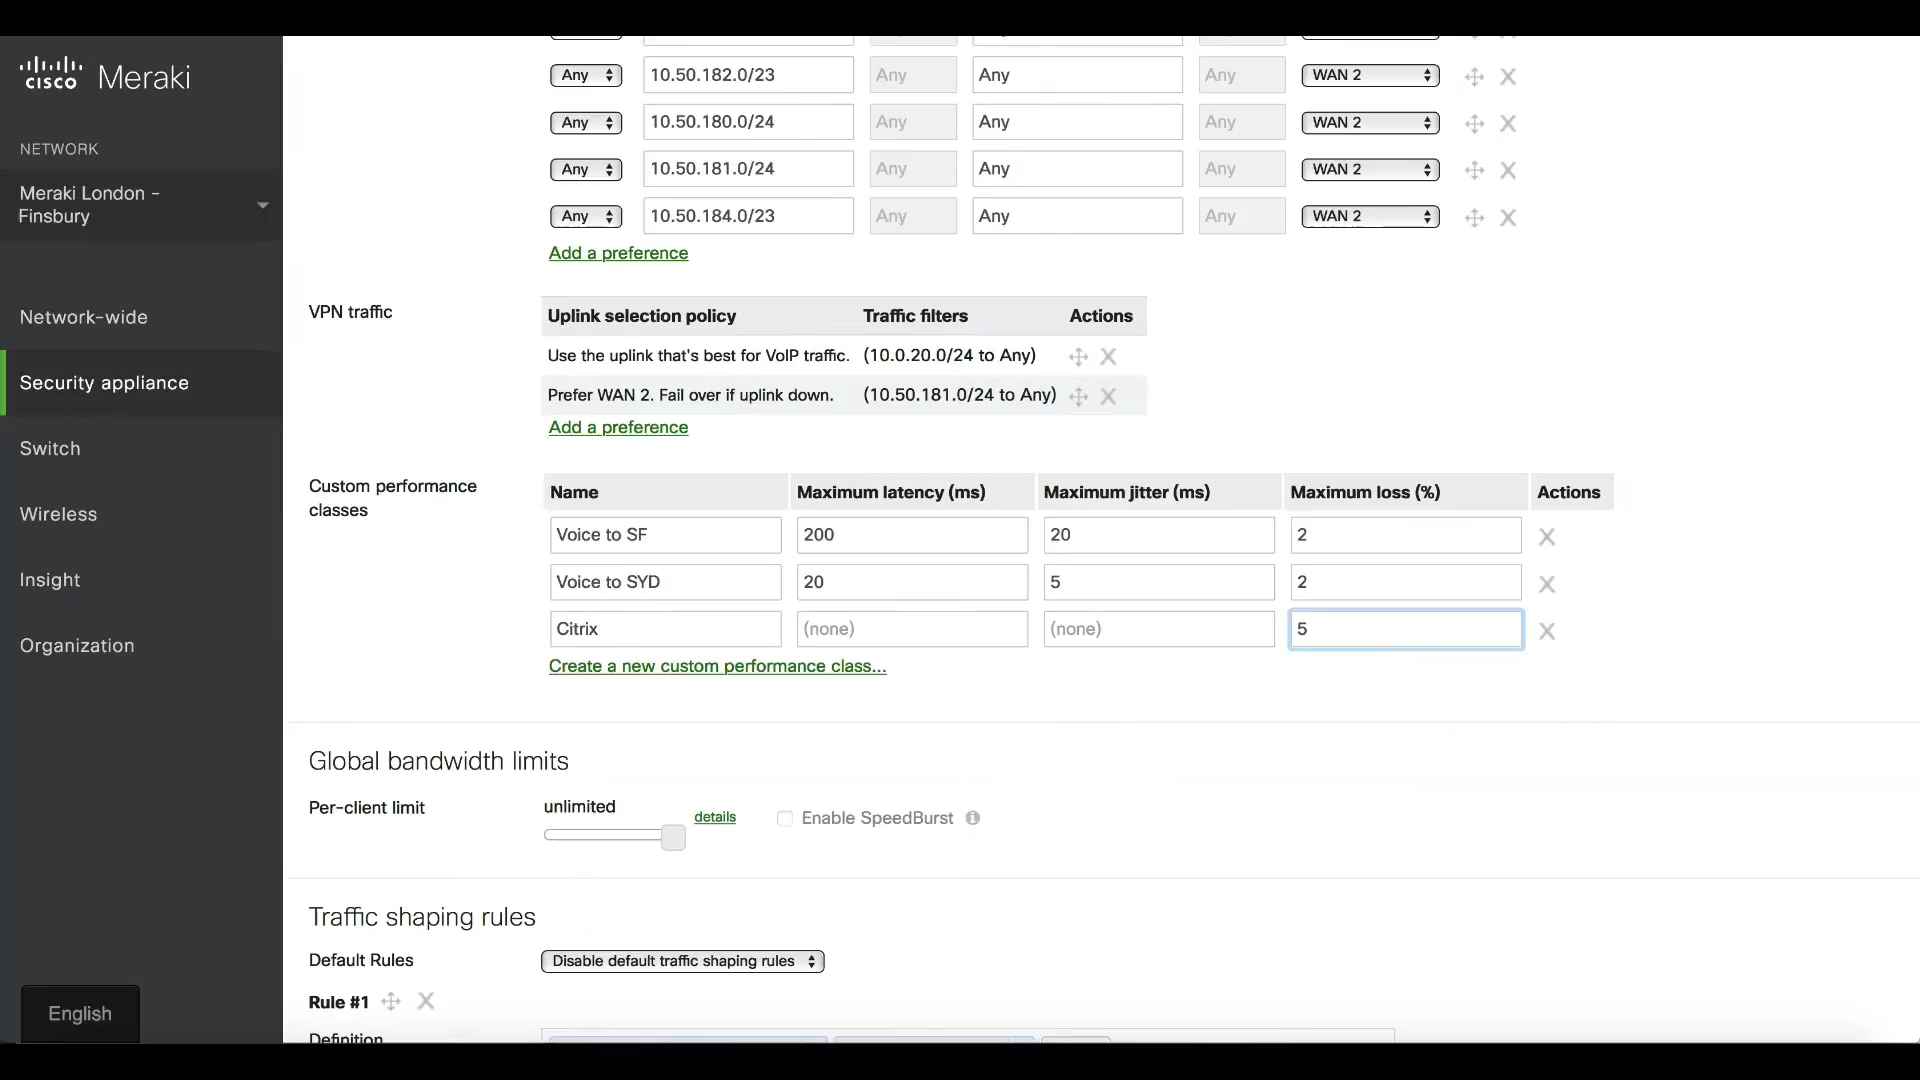 cisco Meraki
NETWORK
Meraki London -
Finsbury
Network-wide
Security appliance
Switch
Wireless
Insight
Organization
English
Any 10.50.182.0/23 Any Any Any WAN 2 X
Any 10.50.180.0/24 Any Any Any WAN 2 X
Any 10.50.181.0/24 Any Any Any WAN 2 X
Any 10.50.184.0/23 Any Any Any WAN 2 X
Add a preference
VPN traffic
Uplink selection policy Traffic filters Actions
Use the uplink that's best for VoIP traffic. (10.0.20.0/24 to Any) X
Prefer WAN 2. Fail over if uplink down. (10.50.181.0/24 to Any) X
Add a preference
Custom performance
classes
Name Maximum latency (ms) Maximum jitter (ms) Maximum loss (%) Actions
Voice to SF 200 20 2 X
Voice to SYD 20 5 2 X
Citrix (none) (none) 5 X
Create a new custom performance class...
Global bandwidth limits
Per-client limit unlimited details Enable SpeedBurst i
Traffic shaping rules
Default Rules Disable default traffic shaping rules
Rule #1 X
Definition